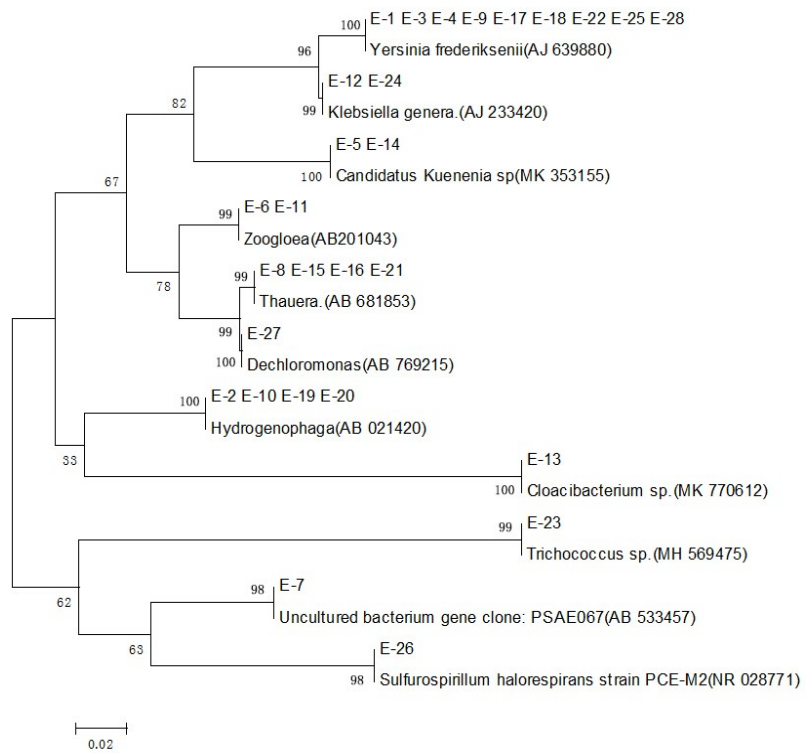 E-1 E-3 E-4 E-9 E-17 E-18 E-22 E-25 E-28
100
Yersinia frederiksenii(AJ 639880)
96
E-12 E-24
99
Klebsiella genera.(AJ 233420)
82
E-5 E-14
100
Candidatus Kuenenia sp(MK 353155)
67
E-6 E-11
99
Zoogloea(AB201043)
78
E-8 E-15 E-16 E-21
99
Thauera.(AB 681853)
99
E-27
100
Dechloromonas(AB 769215)
E-2 E-10 E-19 E-20
100
Hydrogenophaga(AB 021420)
33
E-13
100
Cloacibacterium sp.(MK 770612)
E-23
99
Trichococcus sp.(MH 569475)
62
E-7
98
Uncultured bacterium gene clone: PSAE067(AB 533457)
63
E-26
98
Sulfurospirillum halorespirans strain PCE-M2(NR 028771)
0.02